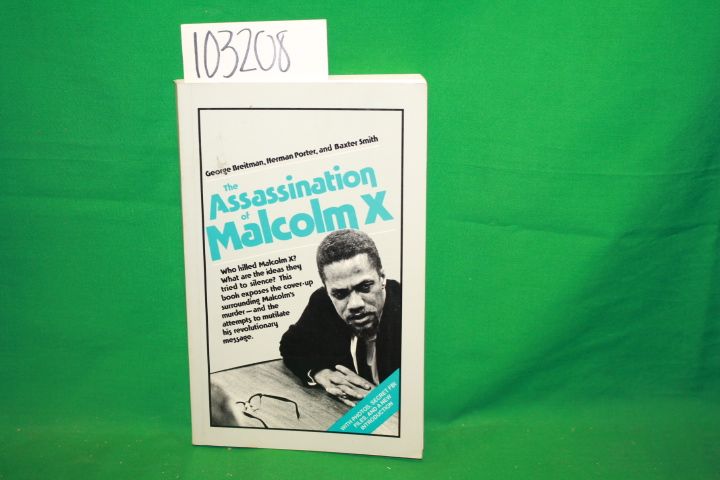 103208
George Breitman, Herman Porter, and Baxter Smith
The
Assassination
of
Malcolm X
Who killed Malcolm X?
What are the ideas they
tried to silence? This
book exposes the cover-up
surrounding Malcolm's
murder—and the
attempts to mutilate
his revolutionary
message.
WITH PHOTOS, SECRET FBI
FILES, AND A NEW
INTRODUCTION